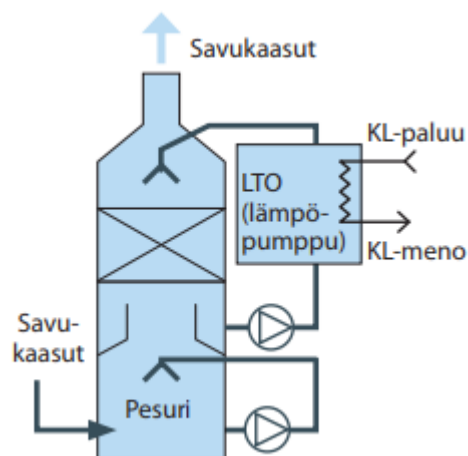 Savukaasut
KL-paluu
LTO
(lämpö-
pumppu)
KL-meno
Savu-
kaasut
Pesuri